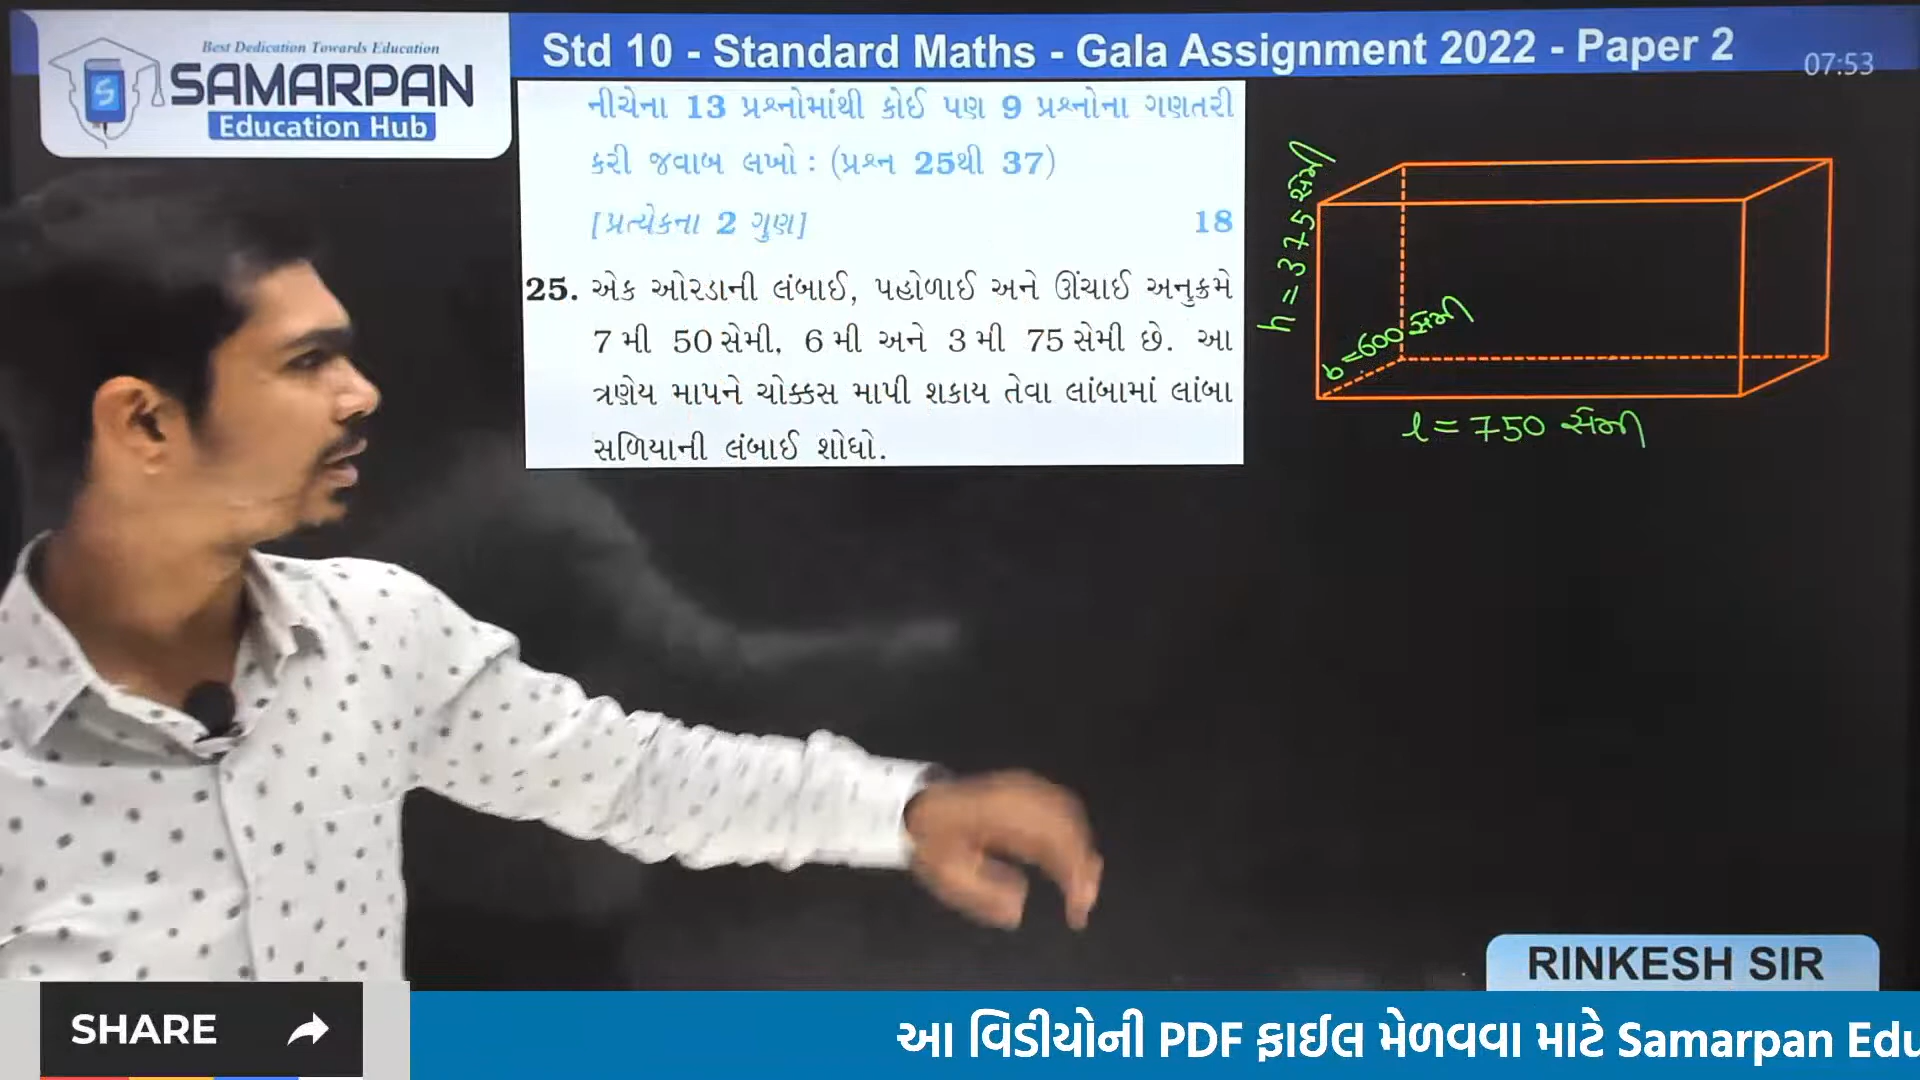 Best Dedication Towards Education
SAMARPAN
Education Hub
Std 10 - Standard Maths - Gala Assignment 2022 - Paper 2
07:53
નીચેના 13 પ્રશ્નોમાંથી કોઈ પણ 9 પ્રશ્નોના ગણતરી
કરી જવાબ લખો : (પ્રશ્ન 25થી 37)
[પ્રત્યેકના 2 ગુણ] 18
25. એક ઓરડાની લંબાઈ, પહોળાઈ અને ઊંચાઈ અનુક્રમે
7 મી 50 સેમી, 6 મી અને 3 મી 75 સેમી છે. આ
ત્રણેય માપને ચોક્કસ માપી શકાય તેવા લાંબામાં લાંબા
સળિયાની લંબાઈ શોધો.
h = 375 સેમી
b = 600 સેમી
l = 750 સેમી
RINKESH SIR
SHARE
આ વિડીયોની PDF ફાઈલ મેળવવા માટે Samarpan Edu